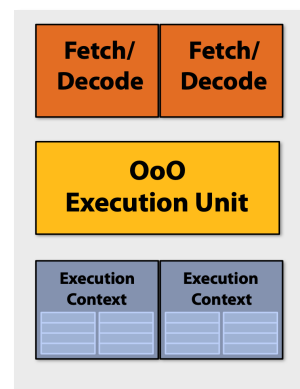 Fetch/ Fetch/
Decode Decode
OoO
Execution Unit
Execution Execution
Context Context